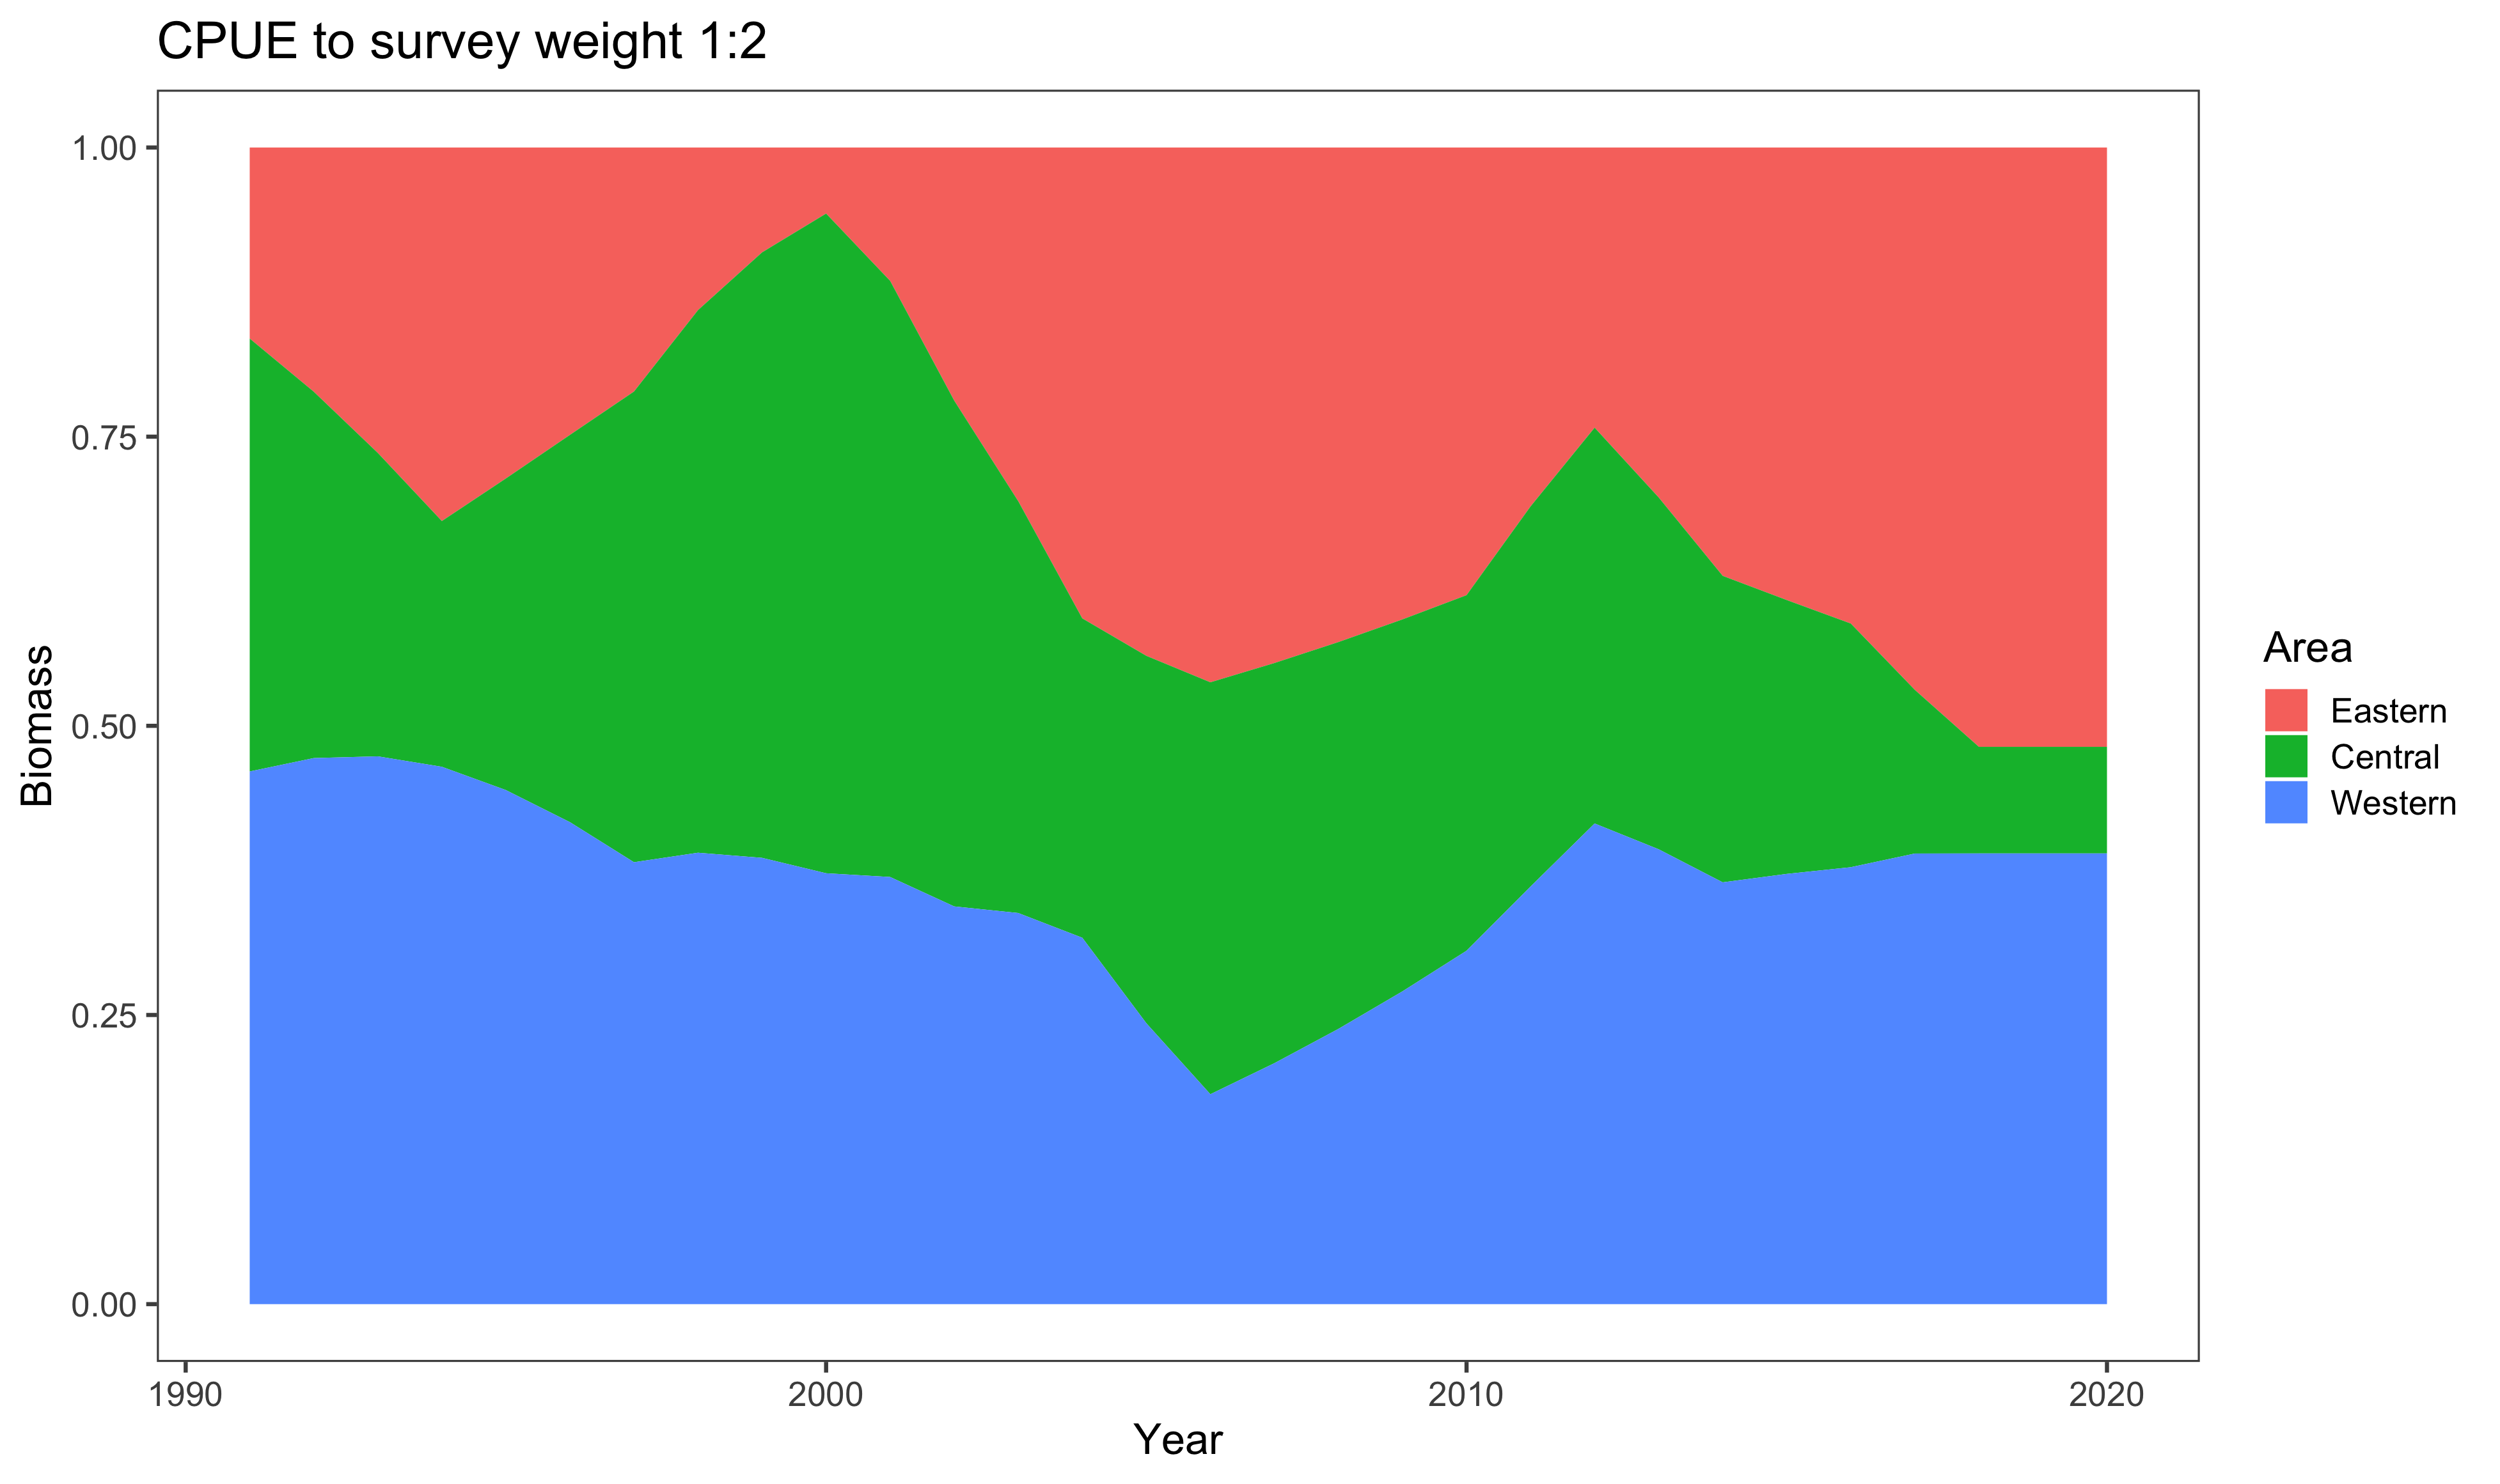 CPUE to survey weight 1:2
1.00
0.75
0.50
0.25
0.00
Biomass
1990
2000
2010
2020
Year
Area
Eastern
Central
Western